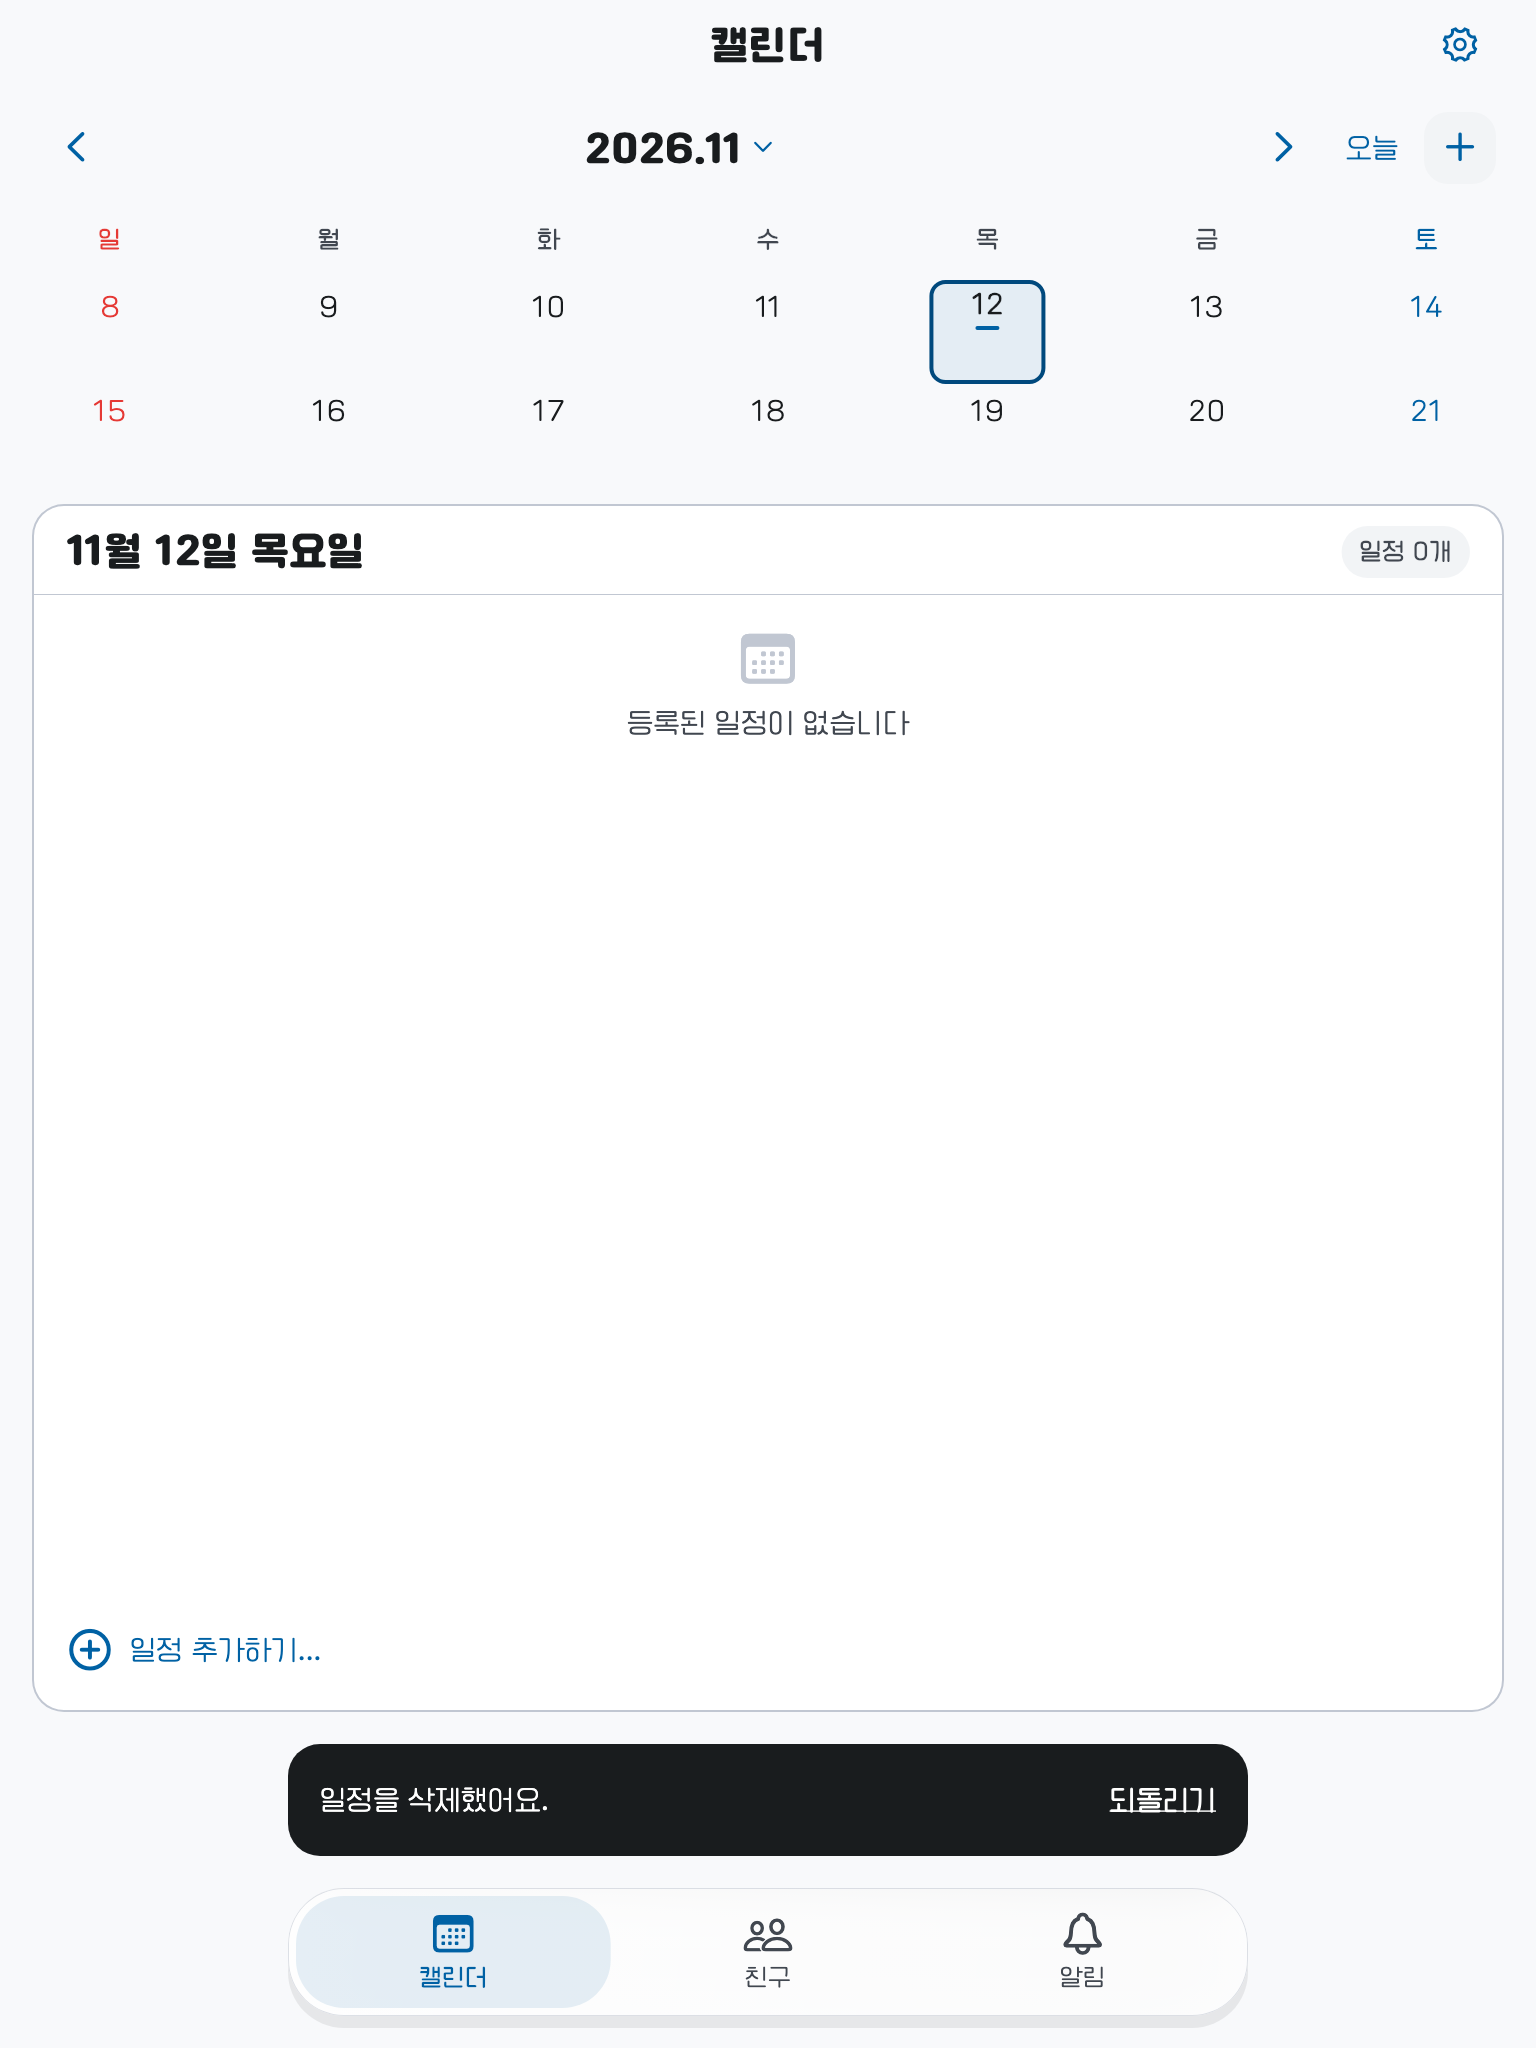 캘린더
2026.11
오늘
일 월 화 수 목 금 토
8 9 10 11 12 13 14
15 16 17 18 19 20 21
11월 12일 목요일
일정 0개
등록된 일정이 없습니다
일정 추가하기...
일정을 삭제했어요.
되돌리기
캘린더 친구 알림